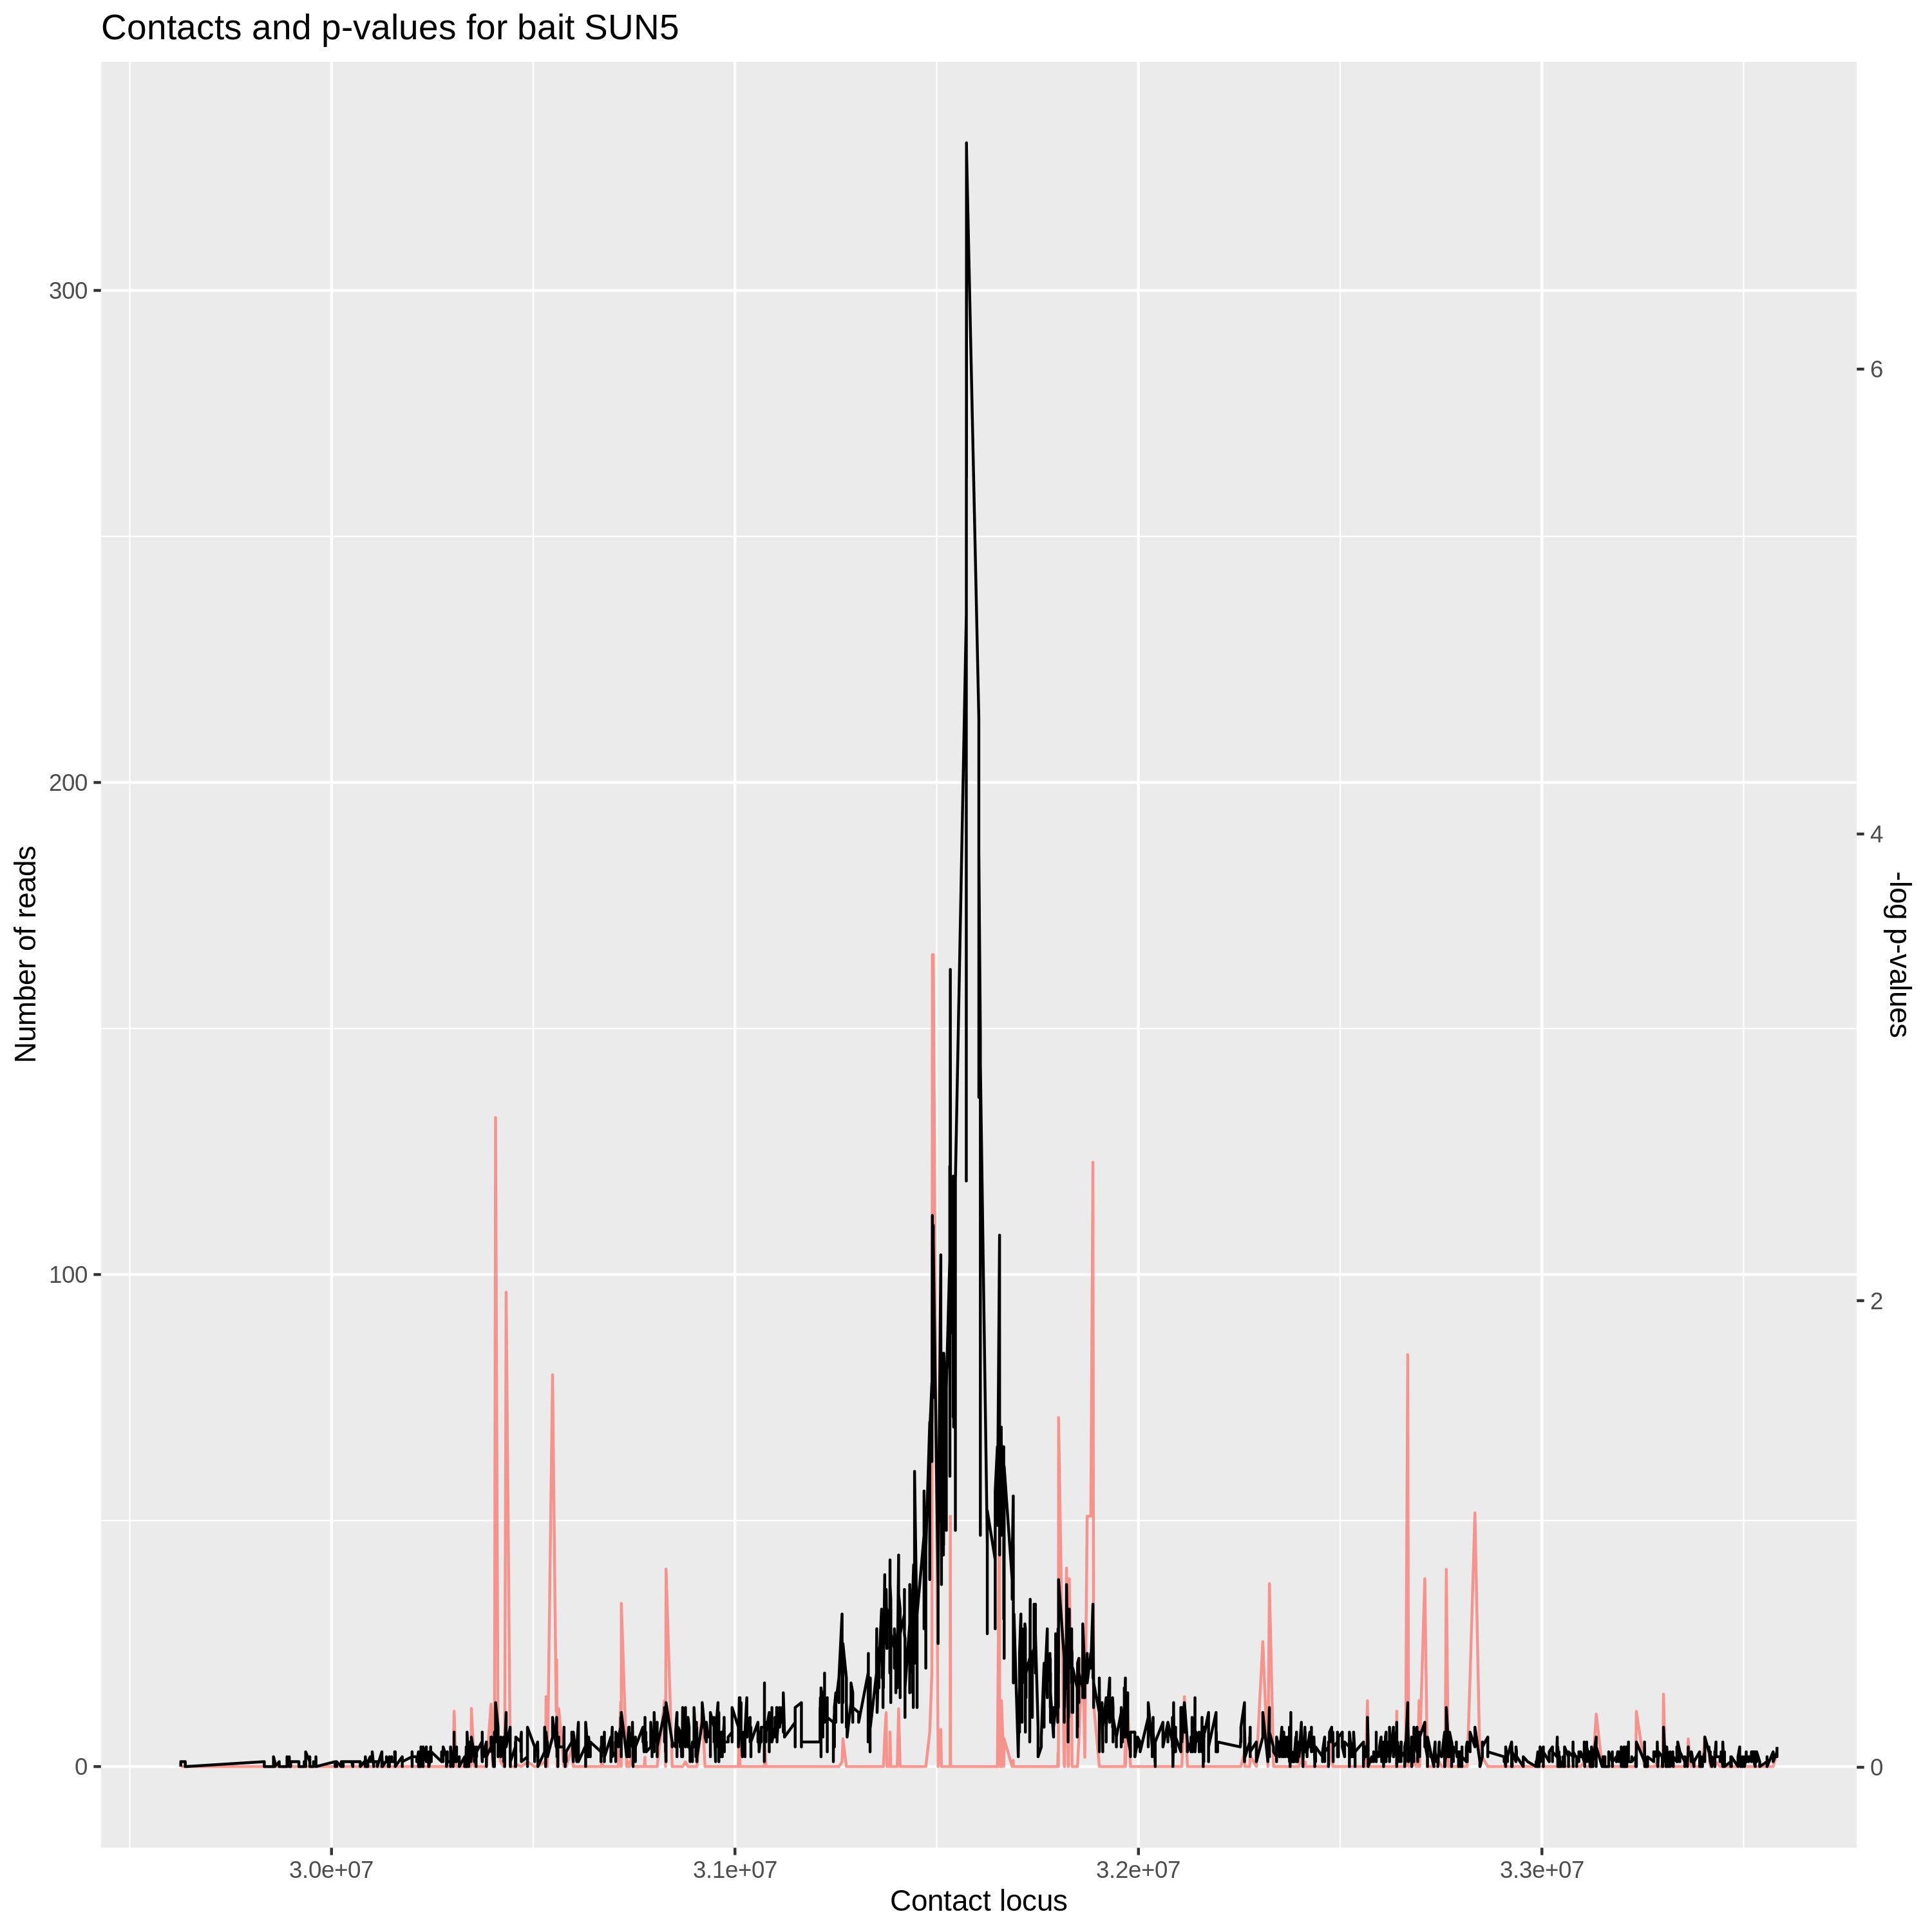 Contacts and p-values for bait SUN5
300
200
100
0
Number of reads
6
4
2
0
-log p-values
3.0e+07
3.1e+07
3.2e+07
3.3e+07
Contact locus